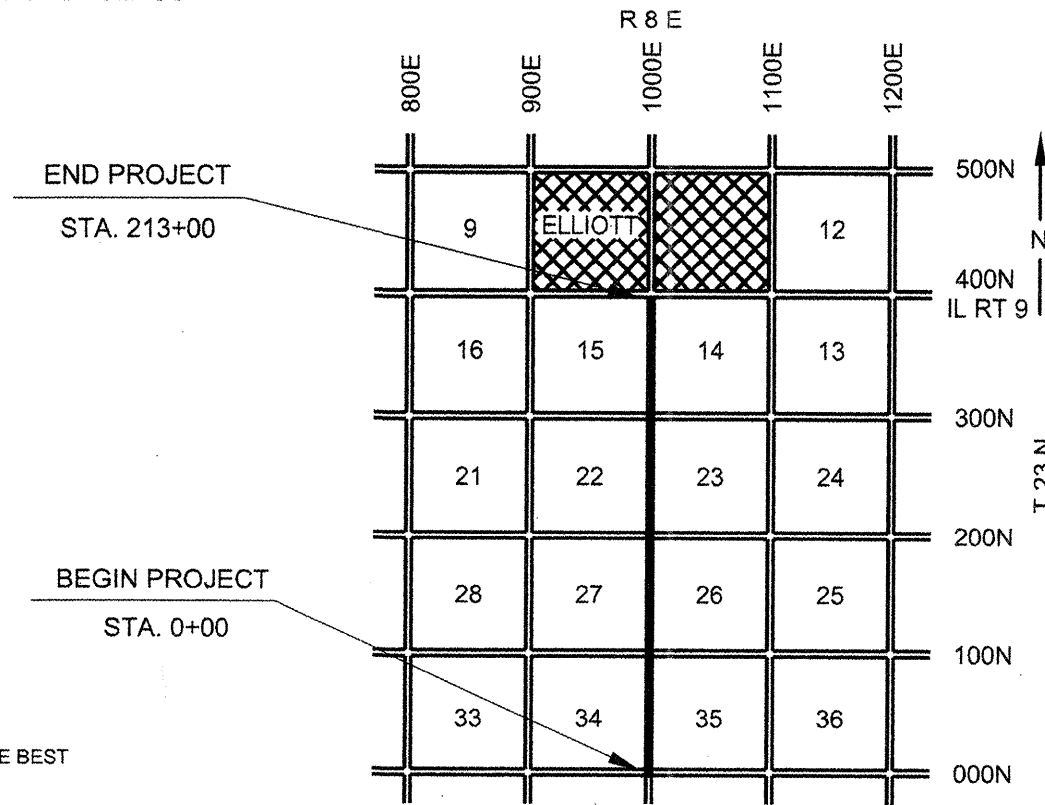 R 8 E
800E
900E
1000E
1100E
1200E
END PROJECT
STA. 213+00
500N
9
ELLIOTT
12
N
400N
IL RT 9
16
15
14
13
300N
T 23 N
21
22
23
24
200N
BEGIN PROJECT
STA. 0+00
28
27
26
25
100N
33
34
35
36
E BEST
000N